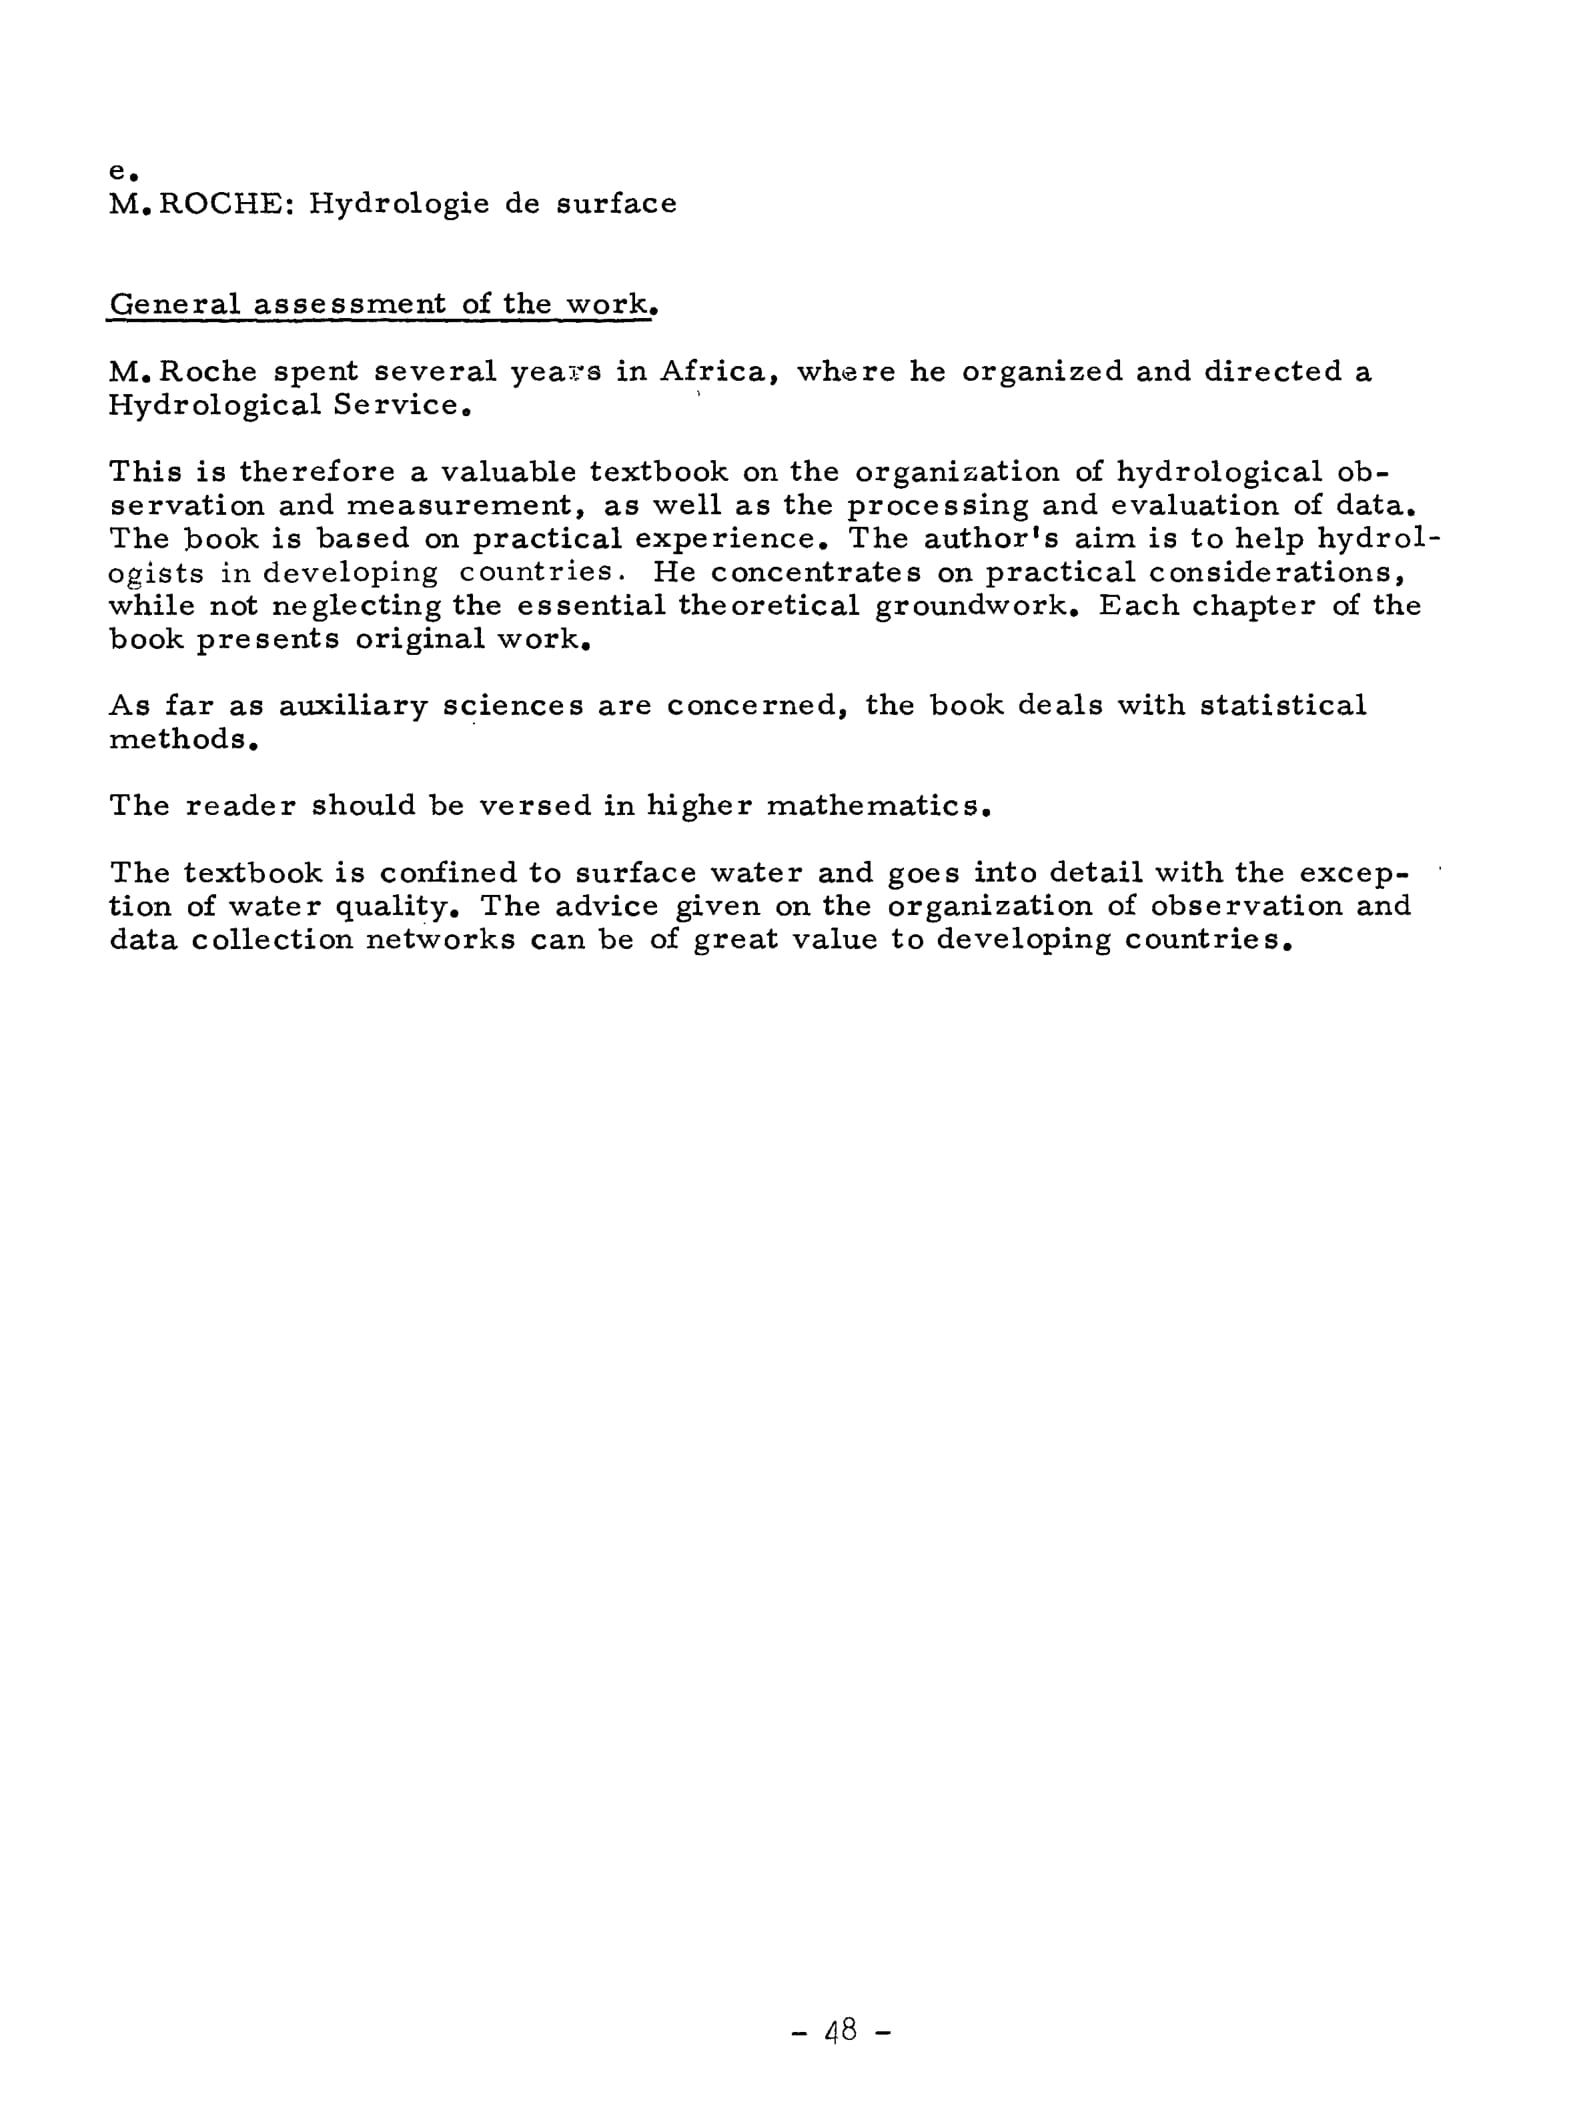 e.
M. ROCHE: Hydrologie de surface
General assessment of the work.
M. Roche spent several years in Africa, where he organized and directed a
Hydrological Service.
This is therefore a valuable textbook on the organization of hydrological ob-
servation and measurement, as well as the processing and evaluation of data.
The book is based on practical experience. The author's aim is to help hydrol-
ogists in developing countries. He concentrates on practical considerations,
while not neglecting the essential theoretical groundwork. Each chapter of the
book presents original work.
As far as auxiliary sciences are concerned, the book deals with statistical
methods.
The reader should be versed in higher mathematics.
The textbook is confined to surface water and goes into detail with the excep-
tion of water quality. The advice given on the organization of observation and
data collection networks can be of great value to developing countries.
- 48 -